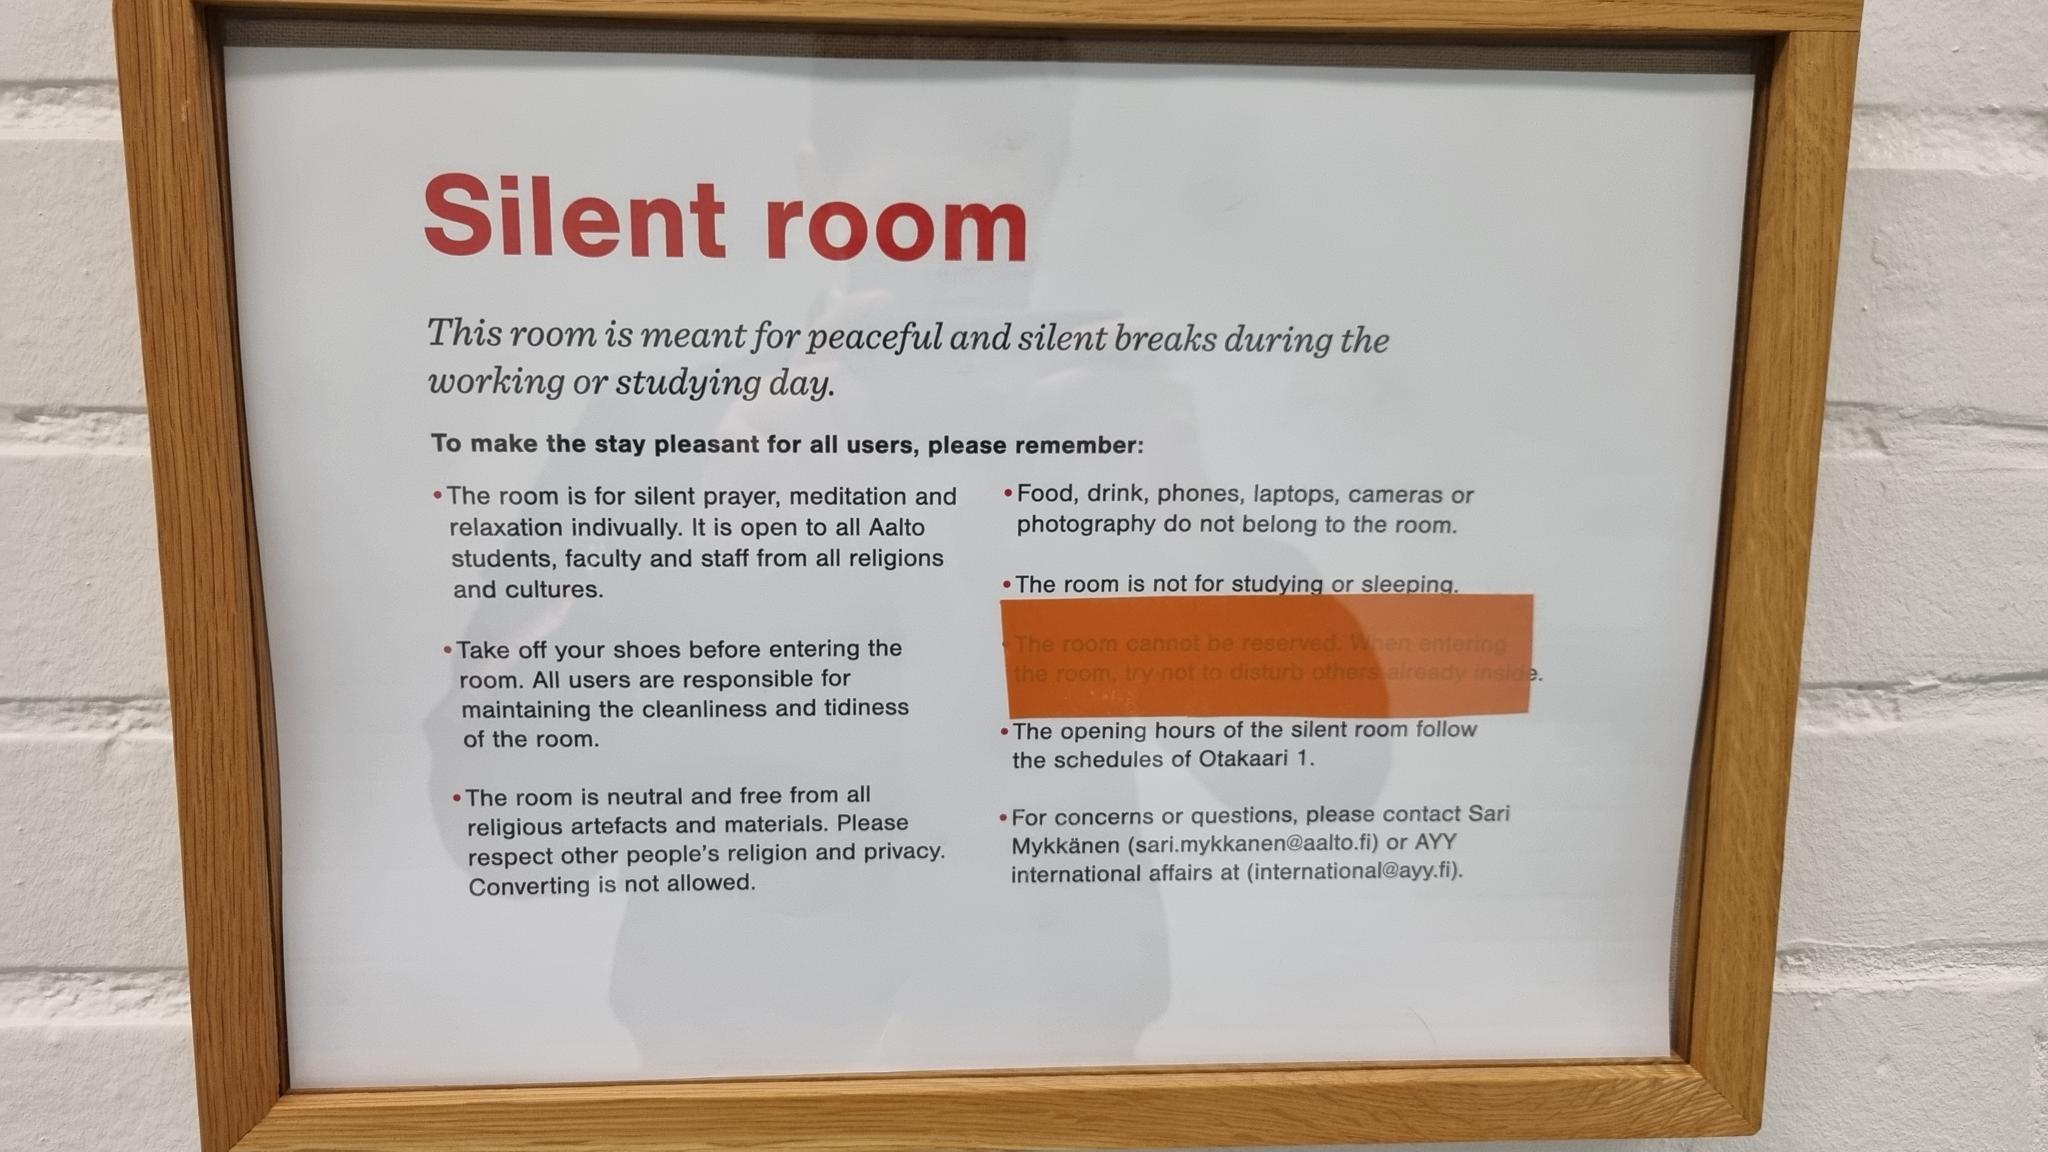 Silent room
This room is meant for peaceful and silent breaks during the
working or studying day.
To make the stay pleasant for all users, please remember:
•The room is for silent prayer, meditation and
relaxation indivually. It is open to all Aalto
students, faculty and staff from all religions
and cultures.
•Take off your shoes before entering the
room. All users are responsible for
maintaining the cleanliness and tidiness
of the room.
•The room is neutral and free from all
religious artefacts and materials. Please
respect other people's religion and privacy.
Converting is not allowed.
•Food, drink, phones, laptops, cameras or
photography do not belong to the room.
•The room is not for studying or sleeping.
•The room cannot be reserved. When entering
the room, try not to disturb others already inside.
•The opening hours of the silent room follow
the schedules of Otakaari 1.
•For concerns or questions, please contact Sari
Mykkänen (sari.mykkanen@aalto.fi) or AYY
international affairs at (international@ayy.fi).